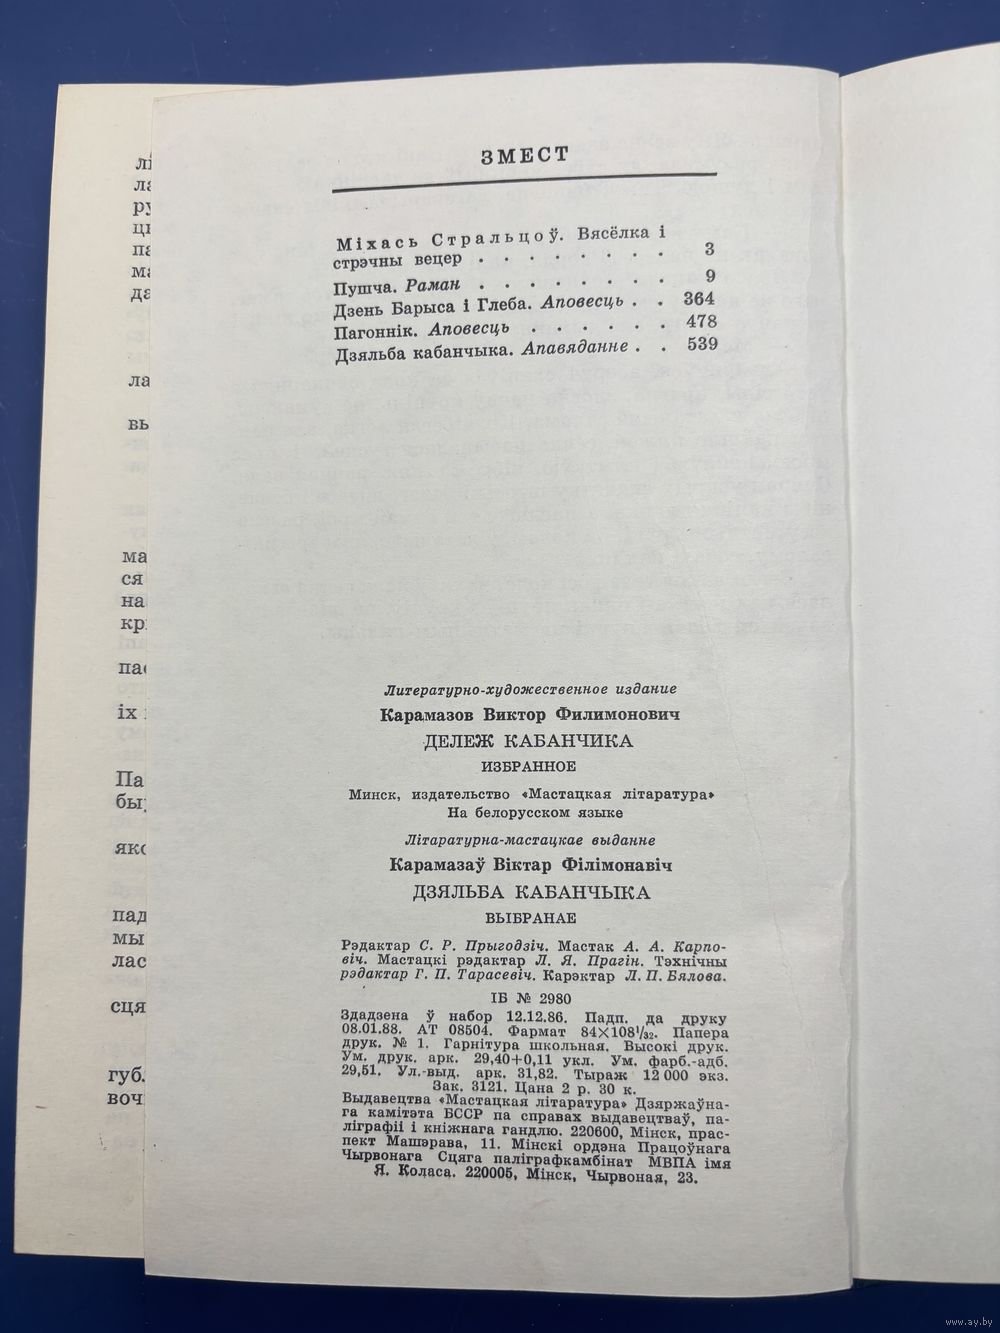 ЗМЕСТ
Міхась Стральцоў. Вясёлка і
стрэчны вецер . . . . . . . . 3
Пушча. Раман . . . . . . . . 9
Дзень Барыса і Глеба. Аповесць . . 364
Пагоннік. Аповесць . . . . . . 478
Дзяльба кабанчыка. Апавяданне . . 539
Литературно-художественное издание
Карамазов Виктор Филимонович
ДЕЛЕЖ КАБАНЧИКА
ИЗБРАННОЕ
Минск, издательство «Мастацкая літаратура»
На белорусском языке
Літаратурна-мастацкае выданне
Карамазаў Віктар Філімонавіч
ДЗЯЛЬБА КАБАНЧЫКА
ВЫБРАНАЕ
Рэдактар С. Р. Прыгодзіч. Мастак А. А. Карпо-
віч. Мастацкі рэдактар Л. Я. Прагін. Тэхнічны
рэдактар Г. П. Тарасевіч. Карэктар Л. П. Бялова.
ІБ № 2980
Здадзена ў набор 12.12.86. Падп. да друку
08.01.88. АТ 08504. Фармат 84×108¹/₃₂. Папера
друк. № 1. Гарнітура школьная. Высокі друк.
Ум. друк. арк. 29,40+0,11 укл. Ум. фарб.-адб.
29,51. Ул.-выд. арк. 31,82. Тыраж 12 000 экз.
Зак. 3121. Цана 2 р. 30 к.
Выдавецтва «Мастацкая літаратура» Дзяржаўна-
га камітэта БССР па справах выдавецтваў, па-
ліграфіі і кніжнага гандлю. 220600, Мінск, прас-
пект Машэрава, 11. Мінскі ордэна Працоўнага
Чырвонага Сцяга паліграфкамбінат МВПА імя
Я. Коласа. 220005, Мінск, Чырвоная, 23.
www.ay.by